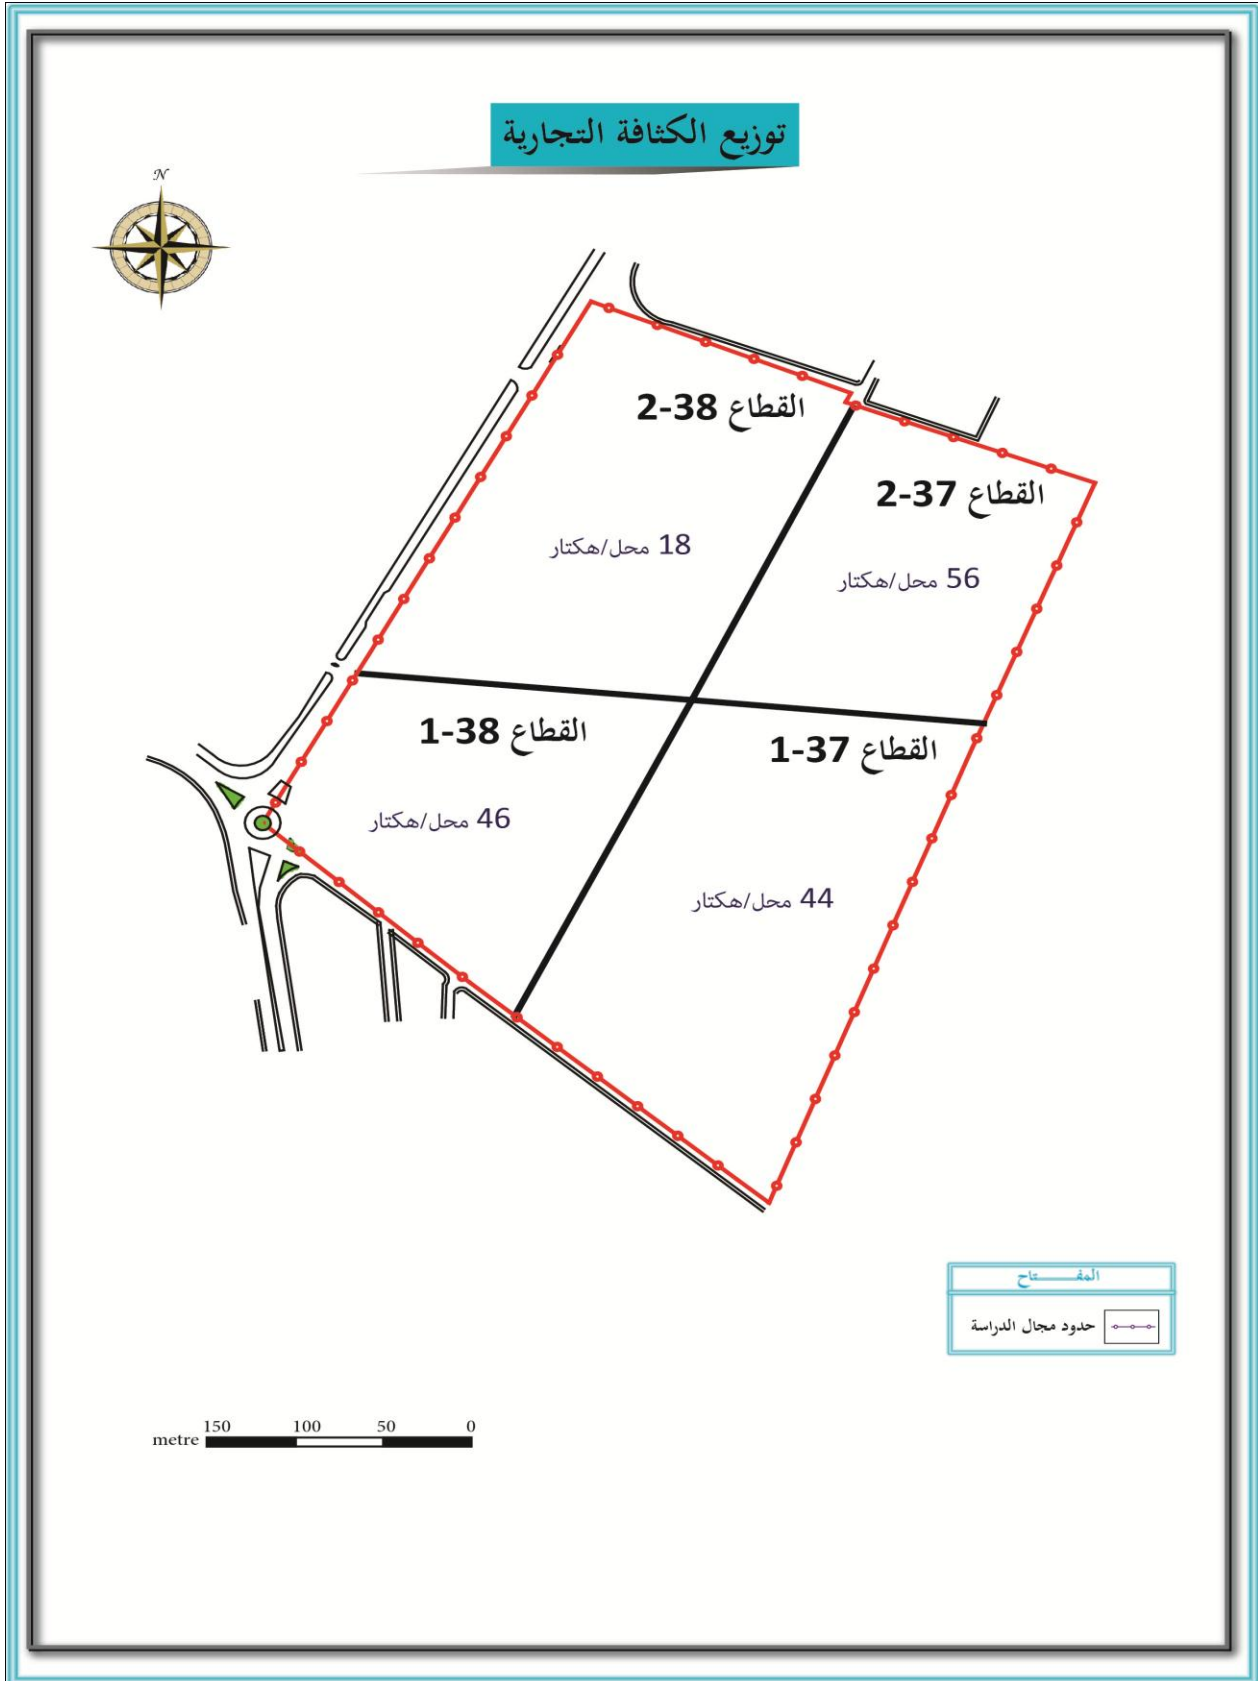 توزيع الكثافة التجارية
N
القطاع 38-2
القطاع 37-2
18 محل/هكتار
56 محل/هكتار
القطاع 38-1
القطاع 37-1
46 محل/هكتار
44 محل/هكتار
المفـــــتاح
حدود مجال الدراسة
150 100 50 0
metre